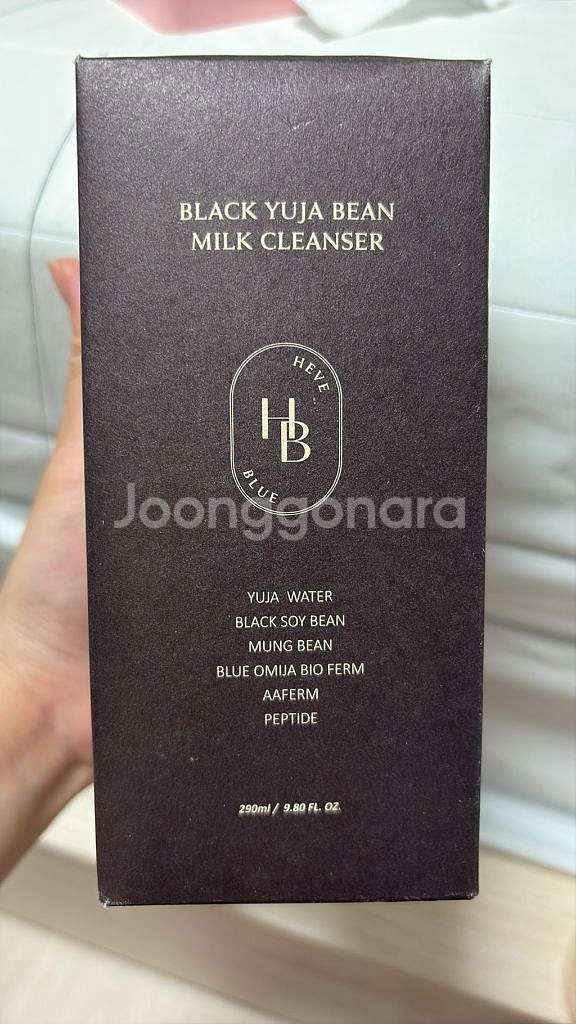 BLACK YUJA BEAN
MILK CLEANSER
HEVE
HB
BLUE
Joonggonara
YUJA WATER
BLACK SOY BEAN
MUNG BEAN
BLUE OMIJA BIO FERM
AAFERM
PEPTIDE
290ml / 9.80 FL. OZ.